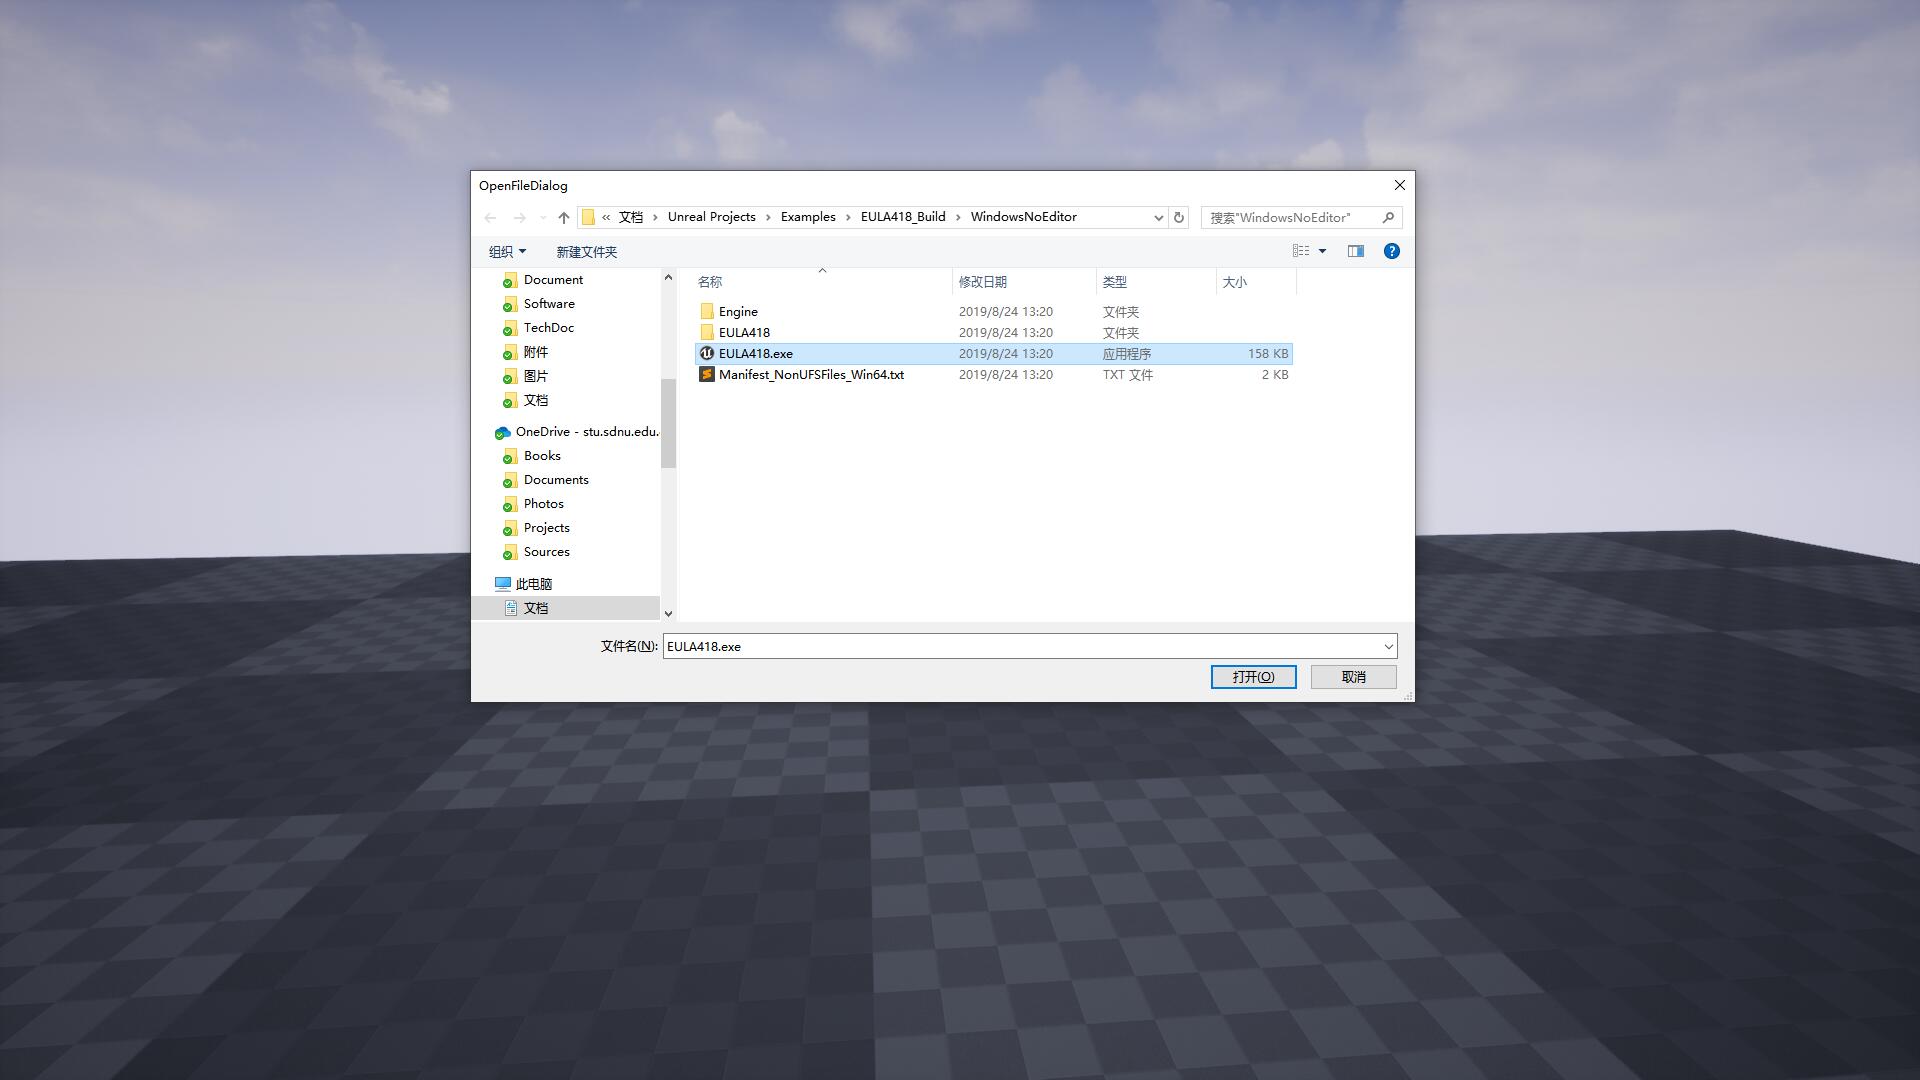 OpenFileDialog
« 文档 › Unreal Projects › Examples › EULA418_Build › WindowsNoEditor
搜索"WindowsNoEditor"
组织 新建文件夹
Document
Software
TechDoc
附件
图片
文档
OneDrive - stu.sdnu.edu.
Books
Documents
Photos
Projects
Sources
此电脑
文档
名称 修改日期 类型 大小
Engine 2019/8/24 13:20 文件夹
EULA418 2019/8/24 13:20 文件夹
EULA418.exe 2019/8/24 13:20 应用程序 158 KB
Manifest_NonUFSFiles_Win64.txt 2019/8/24 13:20 TXT 文件 2 KB
文件名(N): EULA418.exe
打开(O) 取消